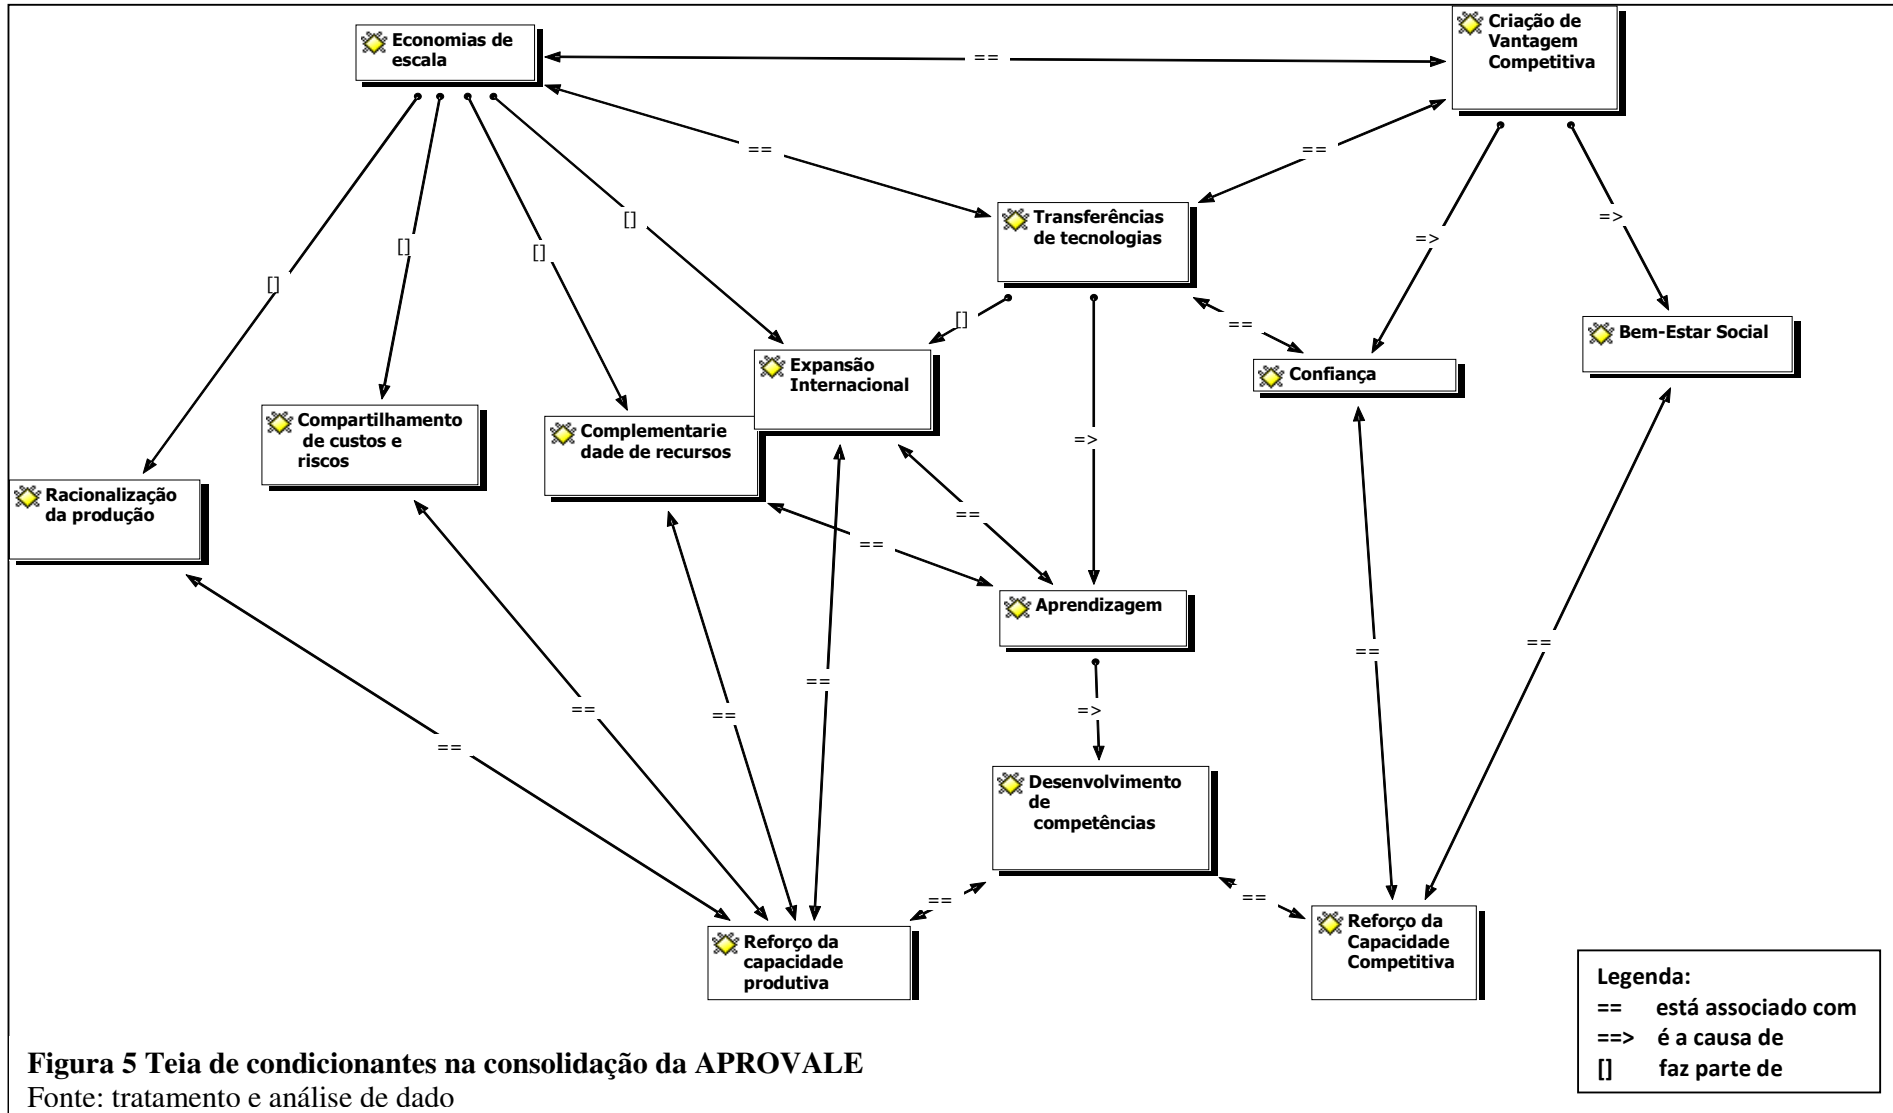 Economias de
escala
==
Criação de
Vantagem
Competitiva
==
==
[]
[]
[]
[]
Transferências
de tecnologias
=>
=>
[]
==
Bem-Estar Social
Expansão
Internacional
Confiança
Compartilhamento
de custos e
riscos
Complementarie
dade de recursos
=>
Racionalização
da produção
==
==
Aprendizagem
==
==
==
==
==
=>
==
Desenvolvimento
de
competências
==
==
Reforço da
capacidade
produtiva
Reforço da
Capacidade
Competitiva
Legenda:
== está associado com
==> é a causa de
[] faz parte de
Figura 5 Teia de condicionantes na consolidação da APROVALE
Fonte: tratamento e análise de dado